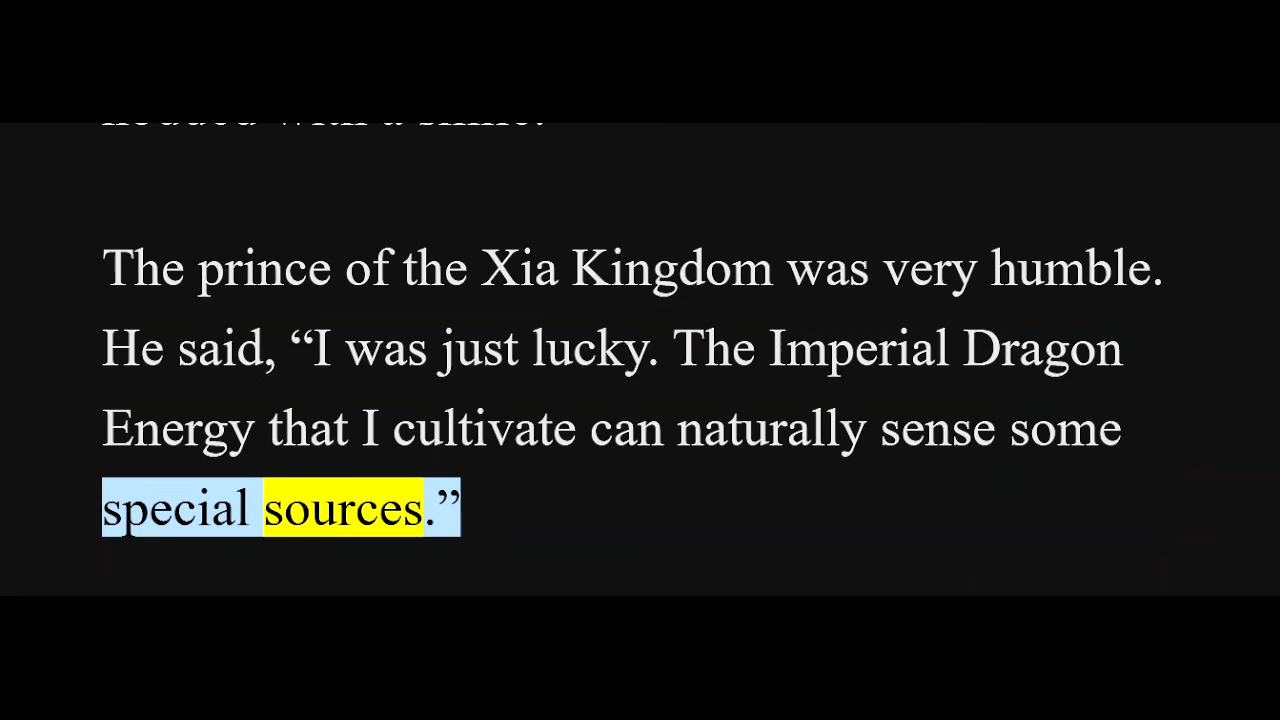 The prince of the Xia Kingdom was very humble.
He said, “I was just lucky. The Imperial Dragon
Energy that I cultivate can naturally sense some
special sources.”